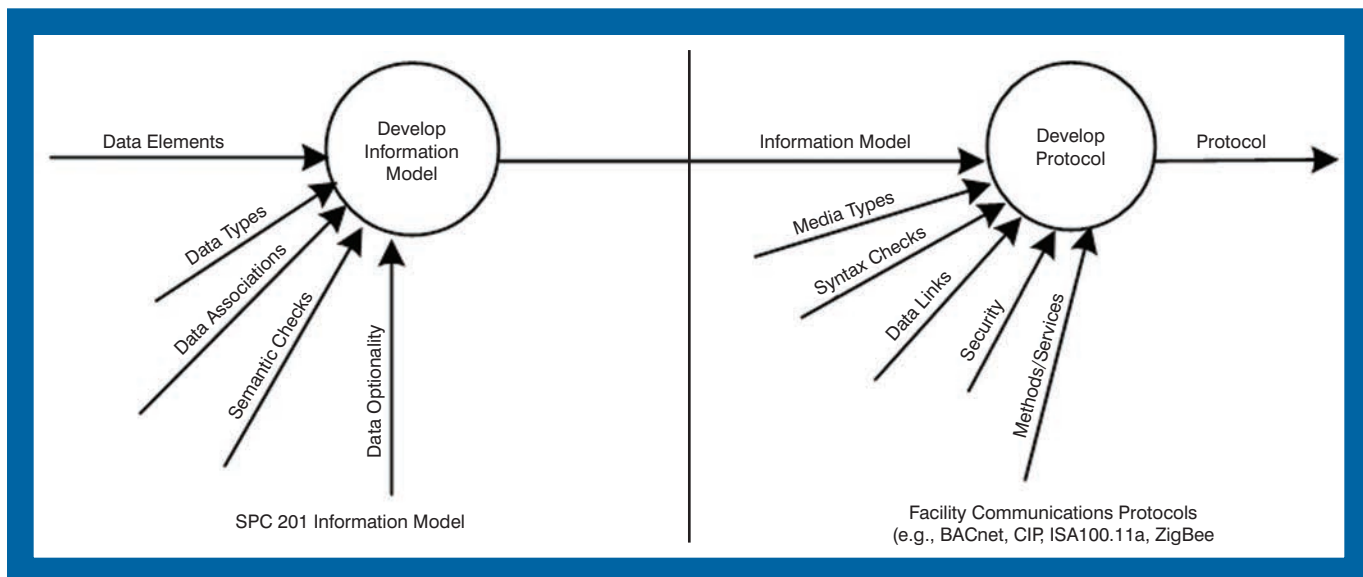 Data Elements
Develop
Information
Model
Data Types
Data Associations
Semantic Checks
Data Optionality
SPC 201 Information Model
Information Model
Develop
Protocol
Protocol
Media Types
Syntax Checks
Data Links
Security
Methods/Services
Facility Communications Protocols
(e.g., BACnet, CIP, ISA100.11a, ZigBee